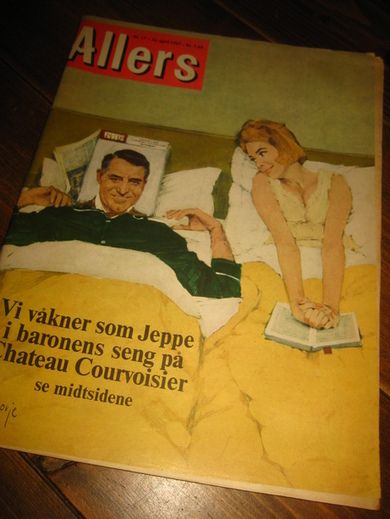 Allers
Vi våkner som Jeppe
i baronens seng på
Chateau Courvoisier
se midtsidene